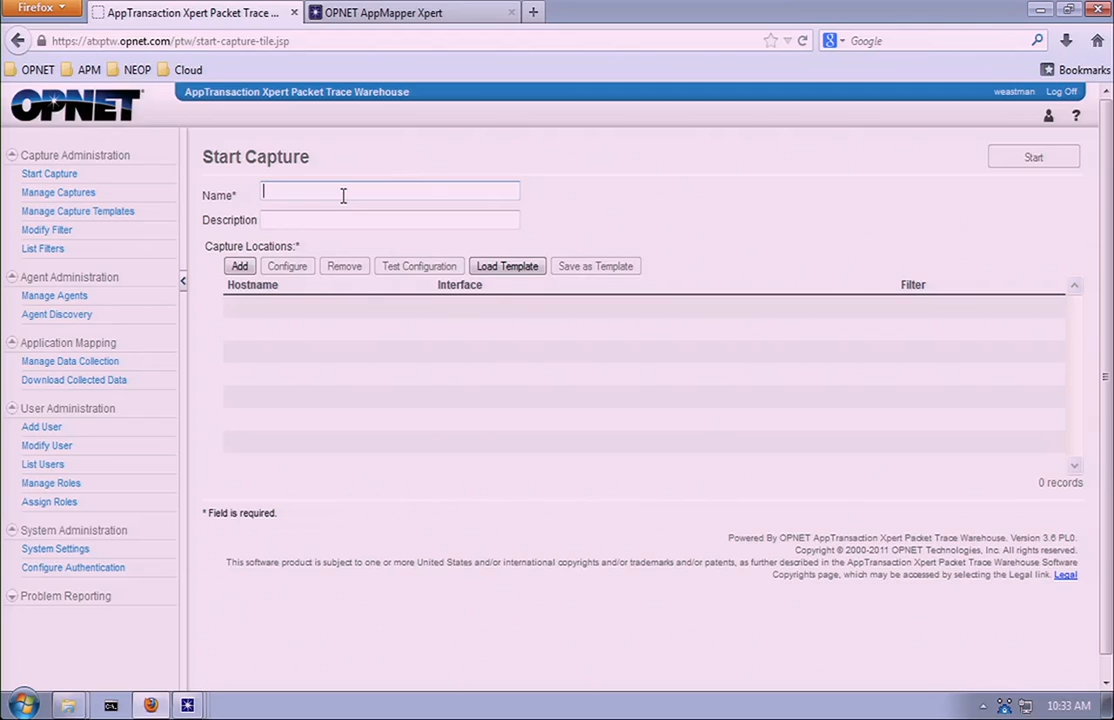 Firefox
AppTransaction Xpert Packet Trace ...
OPNET AppMapper Xpert
https://atxptw.opnet.com/ptw/start-capture-tile.jsp
Google
OPNET
APM
NEOP
Cloud
Bookmarks
OPNET
AppTransaction Xpert Packet Trace Warehouse
weastman
Log Off
?
Capture Administration
Start Capture
Manage Captures
Manage Capture Templates
Modify Filter
List Filters
Agent Administration
Manage Agents
Agent Discovery
Application Mapping
Manage Data Collection
Download Collected Data
User Administration
Add User
Modify User
List Users
Manage Roles
Assign Roles
System Administration
System Settings
Configure Authentication
Problem Reporting
Start Capture
Start
Name*
Description
Capture Locations:*
Add
Configure
Remove
Test Configuration
Load Template
Save as Template
Hostname
Interface
Filter
0 records
* Field is required.
Powered By OPNET AppTransaction Xpert Packet Trace Warehouse. Version 3.6 PL0.
Copyright © 2000-2011 OPNET Technologies, Inc. All rights reserved.
This software product is subject to one or more United States and/or international copyrights and/or trademarks and/or patents, as further described in the AppTransaction Xpert Packet Trace Warehouse Software
Copyrights page, which may be accessed by selecting the Legal link. Legal
10:33 AM